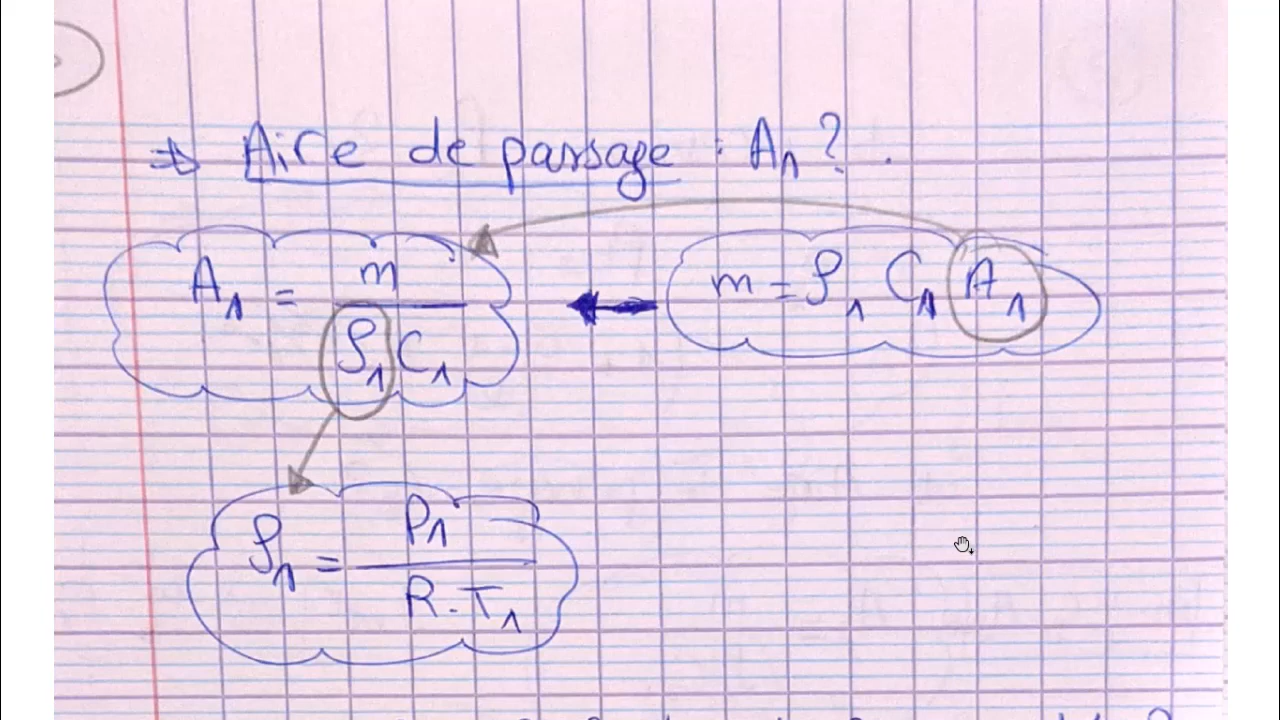 ⇒ Aire de passage : A₁ ? .
A₁ = m / (ρ₁ C₁) ← m = ρ₁ C₁ A₁
ρ₁ = P₁ / (R . T₁)